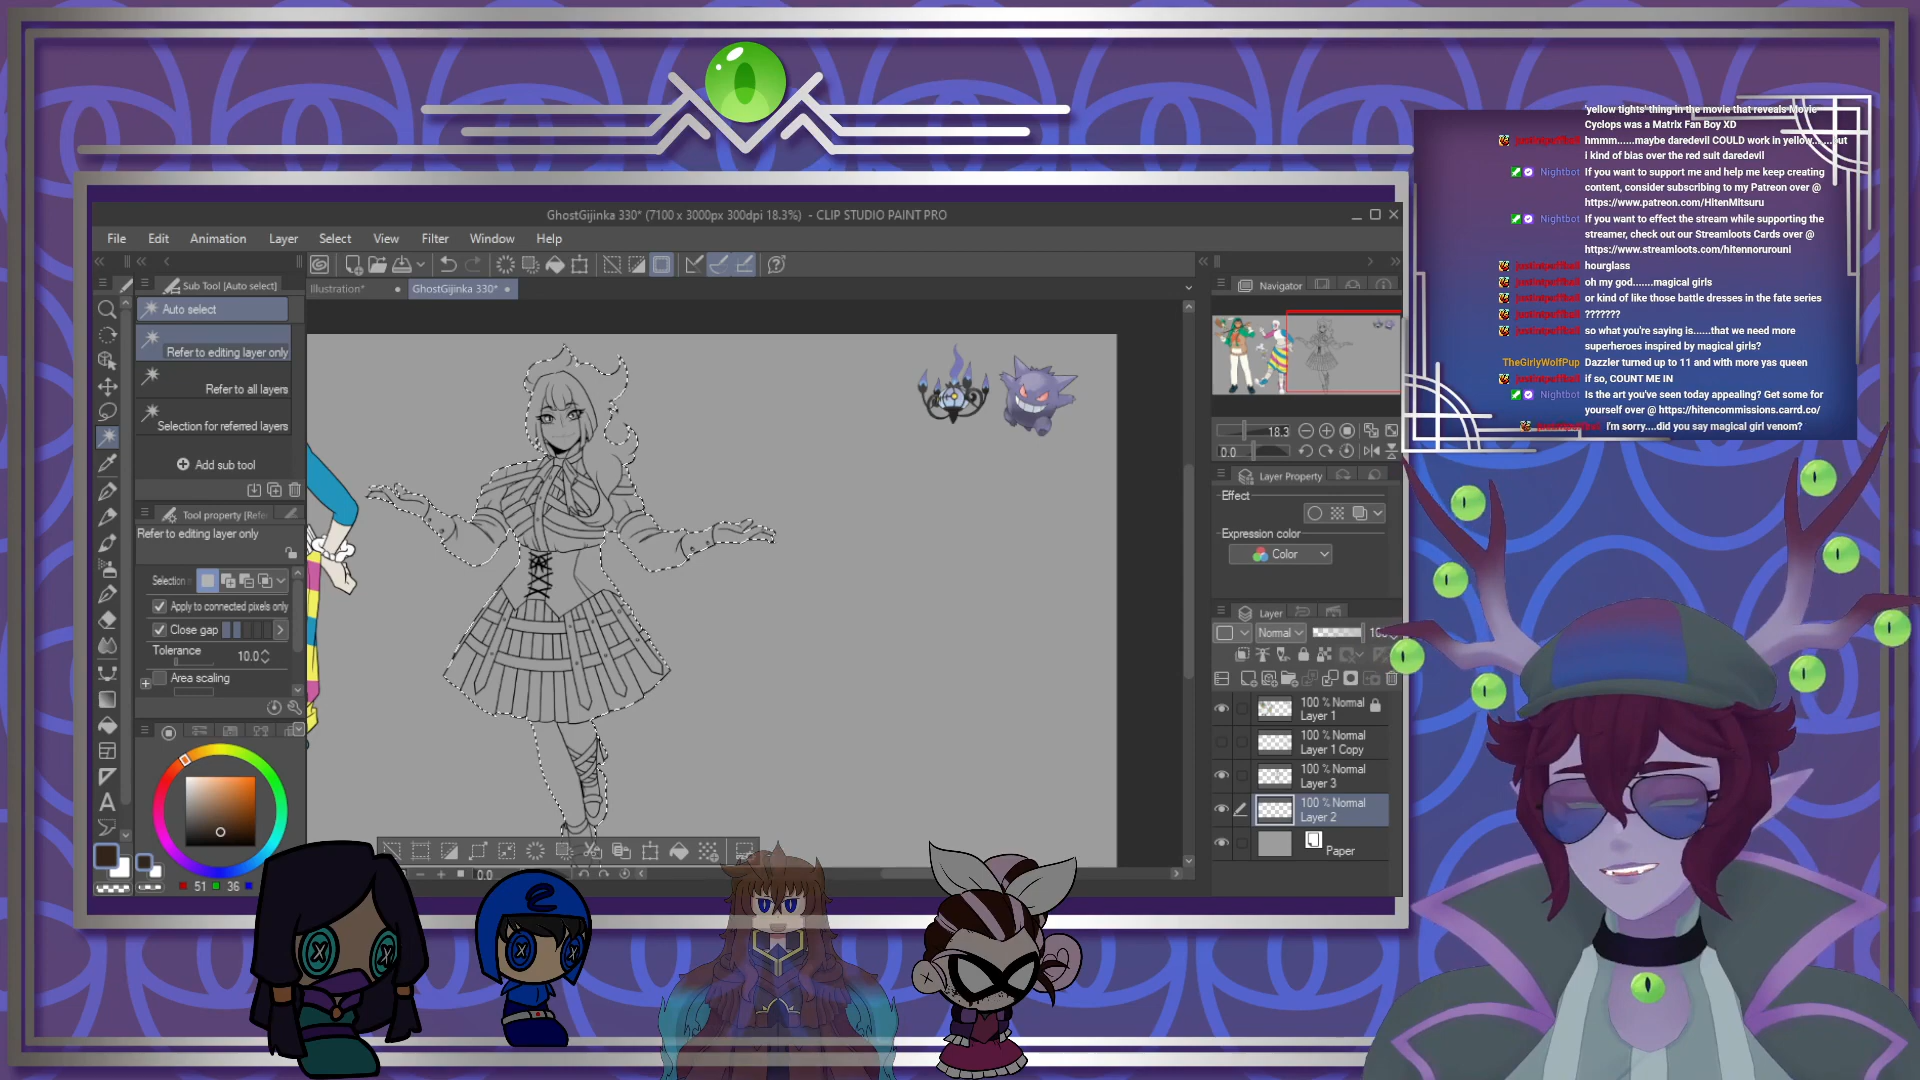 GhostGijinka 330* (7100 x 3000px 300dpi 18.3%) - CLIP STUDIO PAINT PRO
File Edit Animation Layer Select View Filter Window Help
Sub Tool [Auto select]
Illustration*
GhostGijinka 330*
Auto select
Refer to editing layer only
Refer to all layers
Selection for referred layers
Add sub tool
Tool property [Refe
Refer to editing layer only
Selection
Apply to connected pixels only
Close gap
Tolerance
10.0
Area scaling
51
36
A
0.0
Navigator
18.3
0.0
Layer Property
Effect
Expression color
Color
Layer
Normal
100 % Normal
Layer 1
100 % Normal
Layer 1 Copy
100 % Normal
Layer 3
100 % Normal
Layer 2
Paper
'yellow tights' thing in the movie that reveals Movie
Cyclops was a Matrix Fan Boy XD
hmmm......maybe daredevil COULD work in yellow.......but
i kind of bias over the red suit daredevil
Nightbot If you want to support me and help me keep creating
content, consider subscribing to my Patreon over @
https://www.patreon.com/HitenMitsuru
Nightbot If you want to effect the stream while supporting the
streamer, check out our Streamloots Cards over @
https://www.streamloots.com/hitennorurouni
hourglass
oh my god.......magical girls
or kind of like those battle dresses in the fate series
???????
so what you're saying is......that we need more
superheroes inspired by magical girls?
TheGirlyWolfPup Dazzler turned up to 11 and with more yas queen
if so, COUNT ME IN
Nightbot Is the art you've seen today appealing? Get some for
yourself over @ https://hitencommissions.carrd.co/
I'm sorry....did you say magical girl venom?